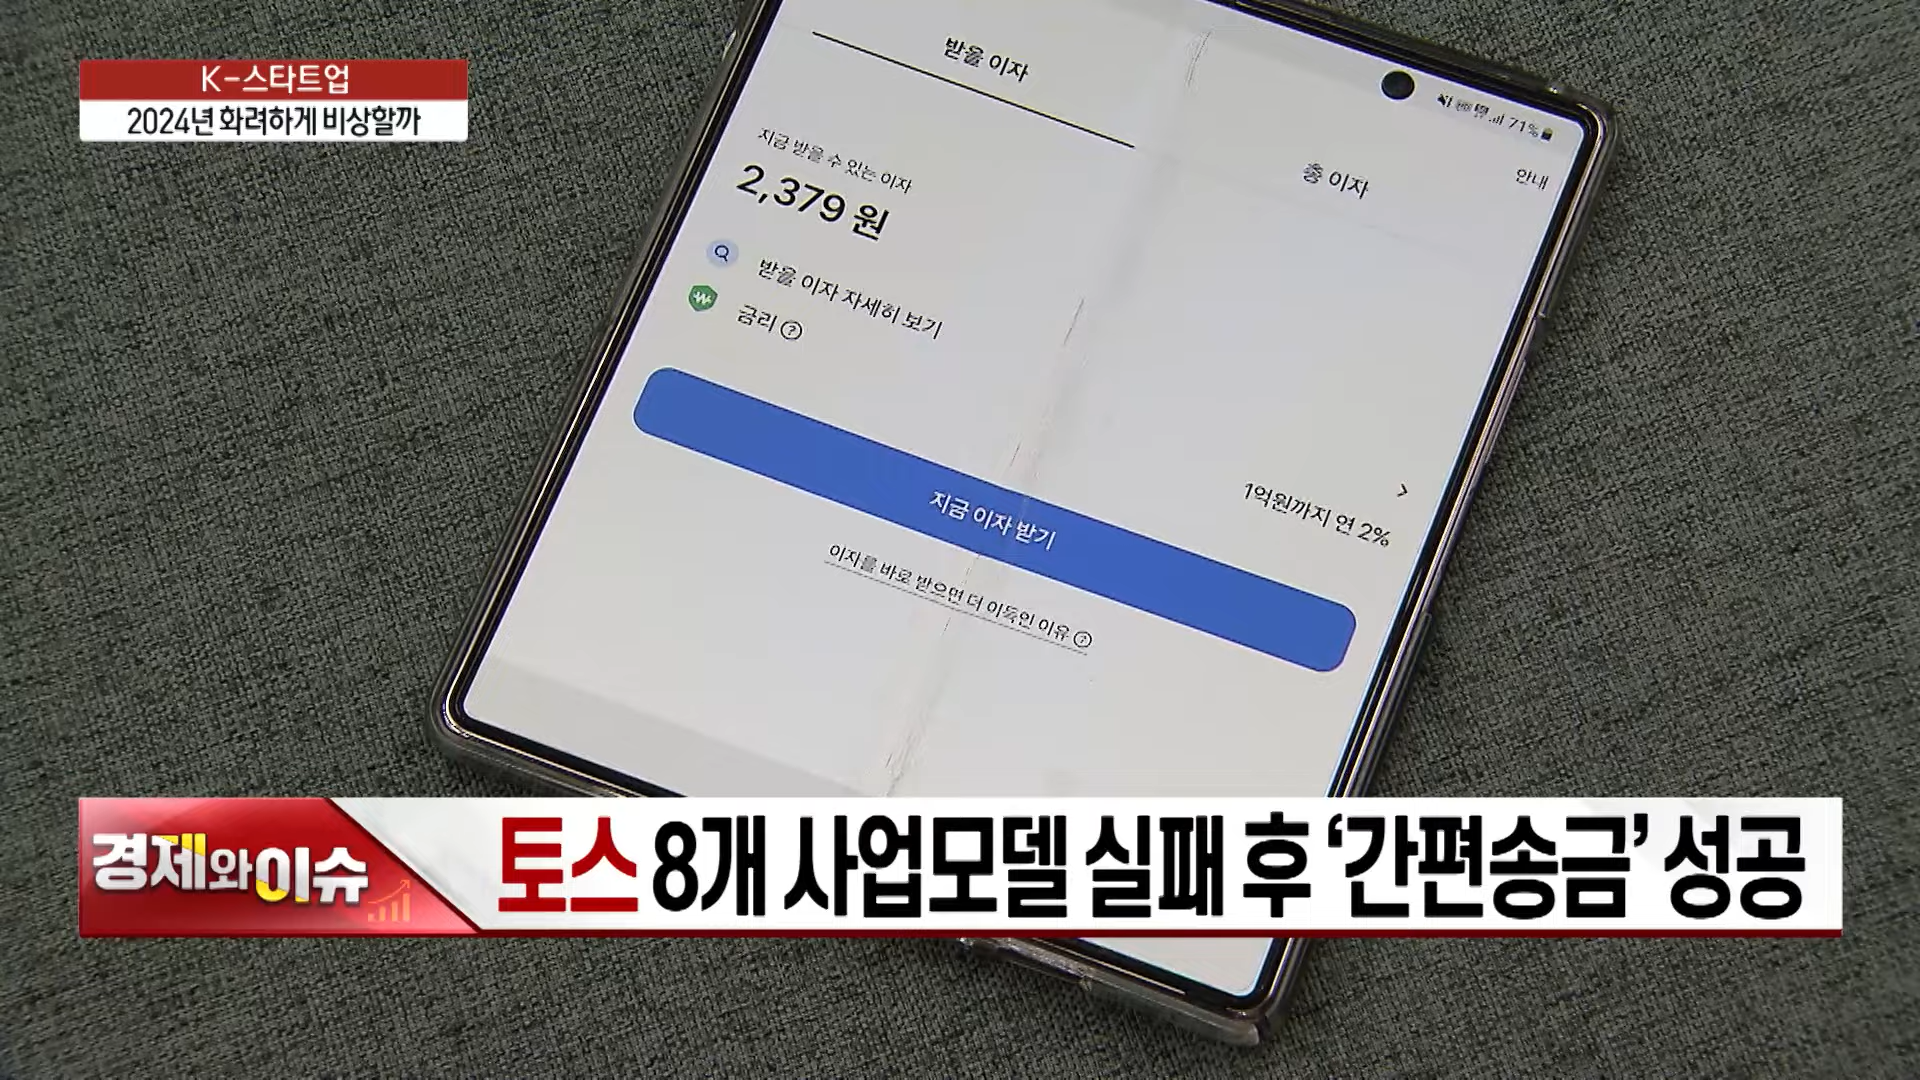 K-스타트업
2024년 화려하게 비상할까
받을 이자
71%
총 이자
안내
지금 받을 수 있는 이자
2,379 원
받을 이자 자세히 보기
금리 ?
1억원까지 연 2%
지금 이자 받기
이자를 바로 받으면 더 이득인 이유 ?
경제와이슈
토스 8개 사업모델 실패 후 ‘간편송금’ 성공